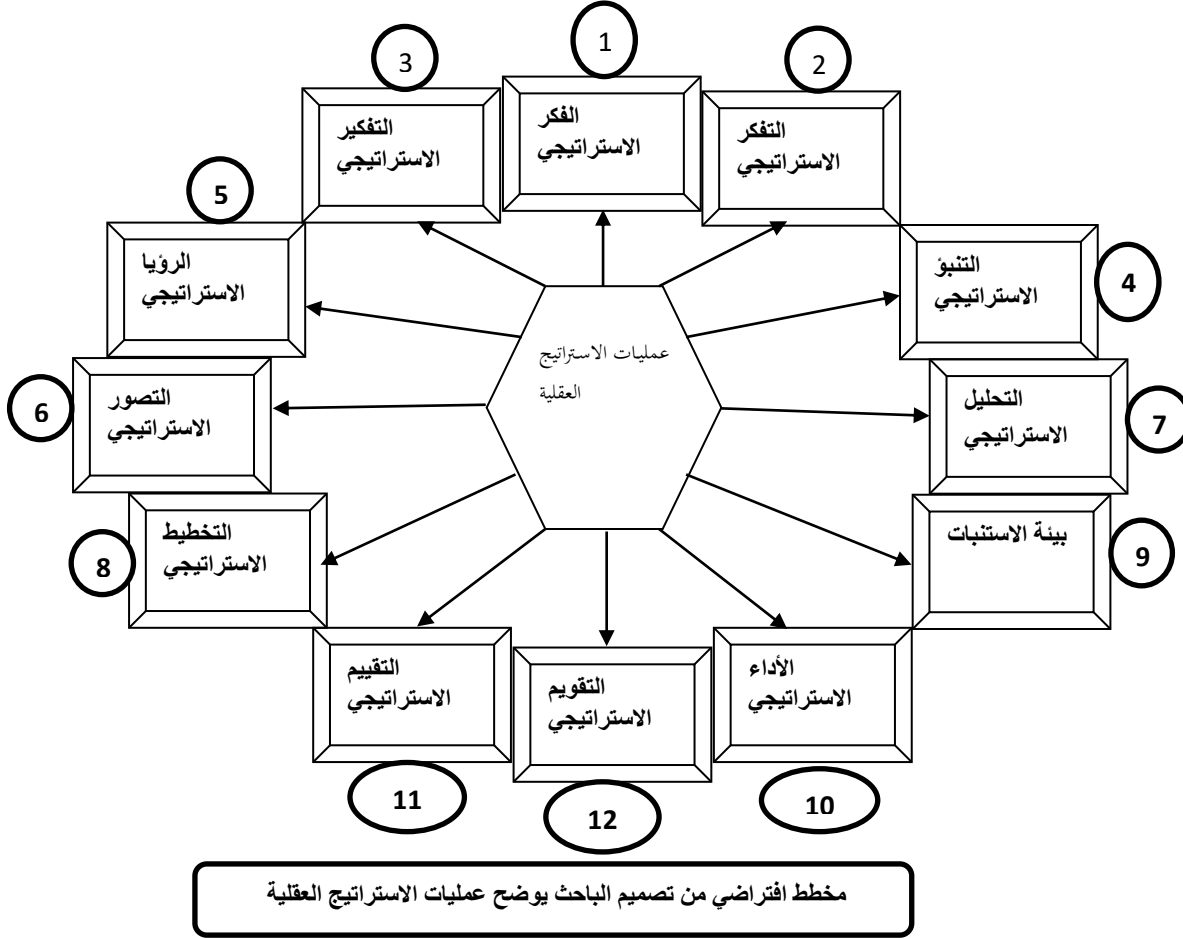 1
الفكر
الاستراتيجي
2
التفكر
الاستراتيجي
3
التفكير
الاستراتيجي
4
التنبؤ
الاستراتيجي
5
الرؤيا
الاستراتيجي
6
التصور
الاستراتيجي
7
التحليل
الاستراتيجي
8
التخطيط
الاستراتيجي
9
بيئة الاستنبات
10
الأداء
الاستراتيجي
11
التقييم
الاستراتيجي
12
التقويم
الاستراتيجي
عمليات الاستراتيج
العقلية
مخطط افتراضي من تصميم الباحث يوضح عمليات الاستراتيج العقلية